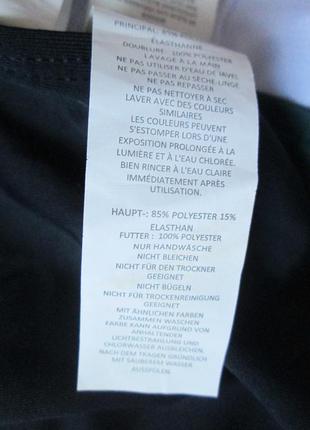 PRINCIPAL: 85%
ÉLASTHANNE
DOUBLURE : 100% POLYESTER
LAVAGE À LA MAIN
NE PAS UTILISER D'EAU DE JAVEL
NE PAS PASSER AU SÈCHE-LINGE
NE PAS REPASSER
NE PAS NETTOYER À SEC
LAVER AVEC DES COULEURS
SIMILAIRES
LES COULEURS PEUVENT
S'ESTOMPER LORS D'UNE
EXPOSITION PROLONGÉE À LA
LUMIÈRE ET À L'EAU CHLORÉE.
BIEN RINCER À L'EAU CLAIRE
IMMÉDIATEMENT APRÈS
UTILISATION.
HAUPT-: 85% POLYESTER 15%
ELASTHAN
FUTTER : 100% POLYESTER
NUR HANDWÄSCHE
NICHT BLEICHEN
NICHT FÜR DEN TROCKNER
GEEIGNET
NICHT BÜGELN
NICHT FÜR TROCKENREINIGUNG
GEEIGNET
MIT ÄHNLICHEN FARBEN
ZUSAMMEN WASCHEN
FARBE KANN AUFGRUND VON
LICHTBESTRAHLUNG UND
CHLORWASSER AUSBLEICHEN.
NACH DEM TRAGEN GRÜNDLICH
MIT SAUBEREM WASSER
AUSSPÜLEN.